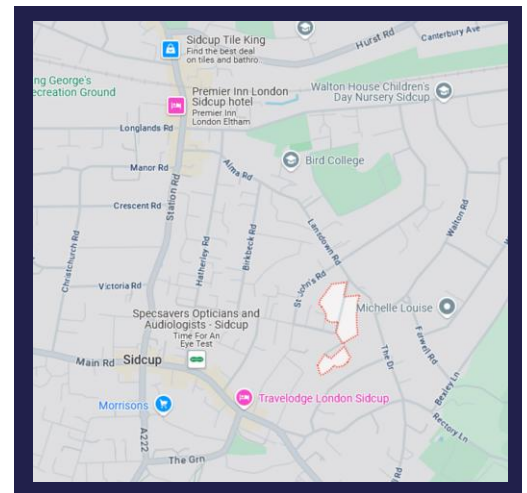 Sidcup Tile King
Find the best deal
on tiles and bathro...
Hurst Rd
Canterbury Ave
ng George's
ecreation Ground
Premier Inn London
Sidcup hotel
Premier Inn
London Eltham
Walton House Children's
Day Nursery Sidcup
Longlands Rd
Bird College
Manor Rd
Alma Rd
Station Rd
Crescent Rd
Lansdown Rd
Walton Rd
Christchurch Rd
Hatherley Rd
Birkbeck Rd
St John's Rd
Victoria Rd
Specsavers Opticians and
Audiologists - Sidcup
Time For An
Eye Test
Michelle Louise
Main Rd
Sidcup
The Dr
Faraday Rd
Bexley Ln
Travelodge London Sidcup
Morrisons
Rectory Ln
A222
The Grn
Rd